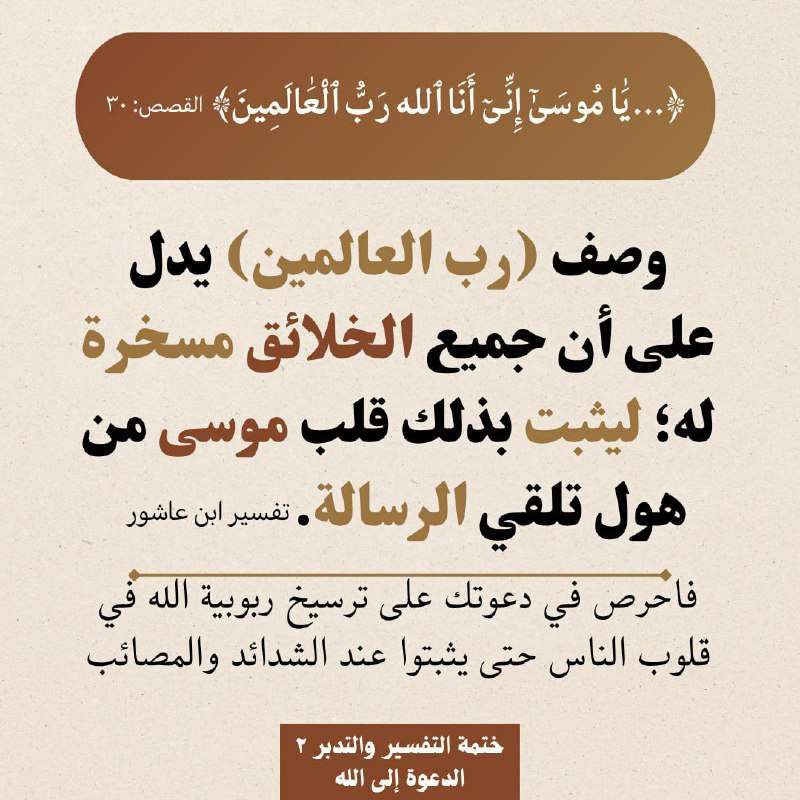 ﴿...يَٰا مُوسَىٰٓ إِنِّىٓ أَنَا ٱلله رَبُّ ٱلْعَٰالَمِينَ﴾ القصص: ٣٠
وصف (رب العالمين) يدل
على أن جميع الخلائق مسخرة
له؛ ليثبت بذلك قلب موسى من
هول تلقي الرسالة. تفسير ابن عاشور
فاحرص في دعوتك على ترسيخ ربوبية الله في
قلوب الناس حتى يثبتوا عند الشدائد والمصائب
ختمة التفسير والتدبر ٢
الدعوة إلى الله